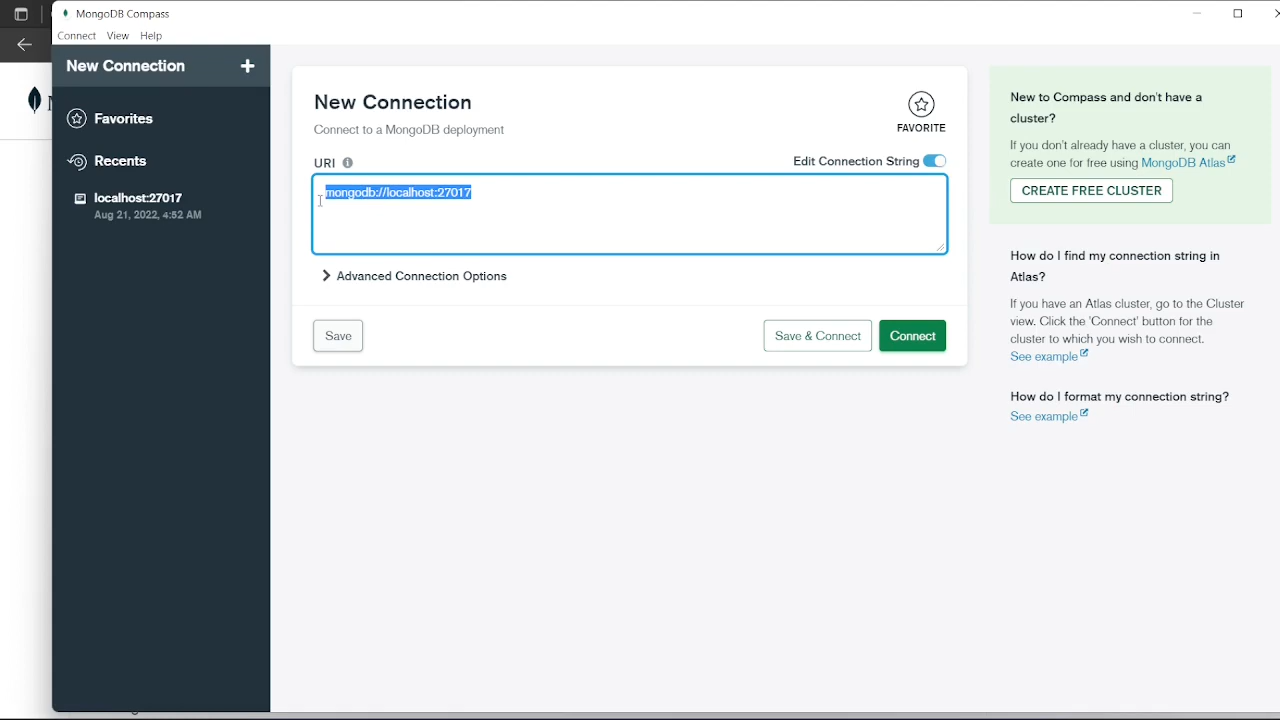 MongoDB Compass
Connect View Help
New Connection
Favorites
Recents
localhost:27017
Aug 21, 2022, 4:52 AM
New Connection
Connect to a MongoDB deployment
FAVORITE
URI
Edit Connection String
mongodb://localhost:27017
Advanced Connection Options
Save
Save & Connect
Connect
New to Compass and don't have a
cluster?
If you don't already have a cluster, you can
create one for free using MongoDB Atlas
CREATE FREE CLUSTER
How do I find my connection string in
Atlas?
If you have an Atlas cluster, go to the Cluster
view. Click the 'Connect' button for the
cluster to which you wish to connect.
See example
How do I format my connection string?
See example